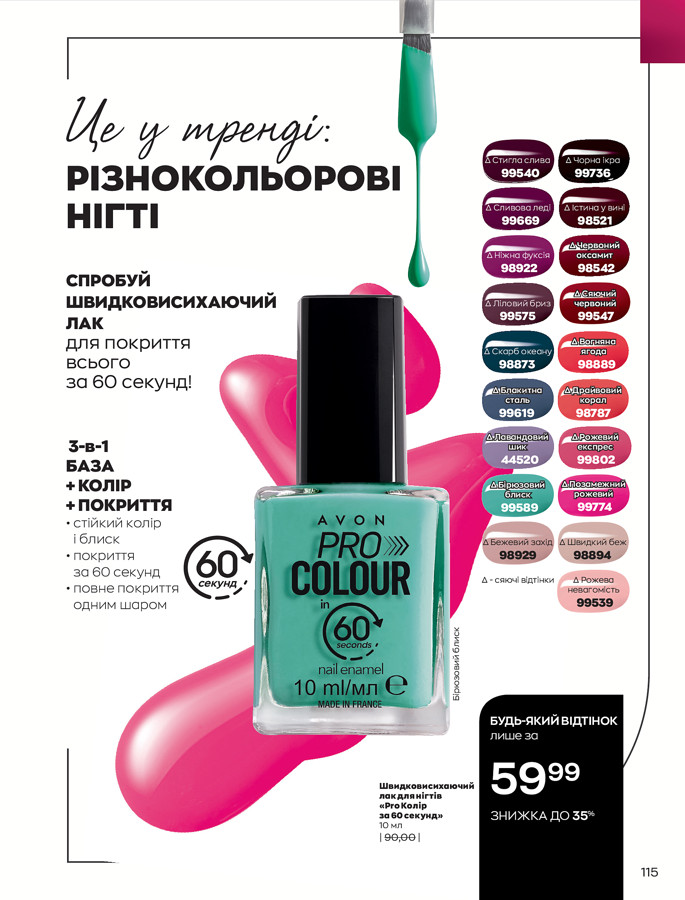 Це у тренді:
РІЗНОКОЛЬОРОВІ
НІГТІ
СПРОБУЙ
ШВИДКОВИСИХАЮЧИЙ
ЛАК
для покриття
всього
за 60 секунд!
3-в-1
БАЗА
+ КОЛІР
+ ПОКРИТТЯ
• стійкий колір
і блиск
• покриття
за 60 секунд
• повне покриття
одним шаром
60
секунд
AVON
PRO
COLOUR
in
60
seconds
nail enamel
10 ml/мл ℮
MADE IN FRANCE
Бірюзовий блиск
Δ Стигла слива
99540
Δ Чорна ікра
99736
Δ Сливова леді
99669
Δ Істина у вині
98521
Δ Ніжна фуксія
98922
Δ Червоний
оксамит
98542
Δ Ліловий бриз
99575
Δ Сяючий
червоний
99547
Δ Скарб океану
98873
Δ Вогняна
ягода
98889
Δ Блакитна
сталь
99619
Δ Драйвовий
корал
98787
Δ Лавандовий
шик
44520
Δ Рожевий
експрес
99802
Δ Бірюзовий
блиск
99589
Δ Позамежний
рожевий
99774
Δ Бежевий захід
98929
Δ Швидкий беж
98894
Δ - сяючі відтінки
Δ Рожева
невагомість
99539
Швидковисихаючий
лак для нігтів
«Pro Колір
за 60 секунд»
10 мл
| 90,00 |
БУДЬ-ЯКИЙ ВІДТІНОК
лише за
59⁹⁹
ЗНИЖКА ДО 35%
115